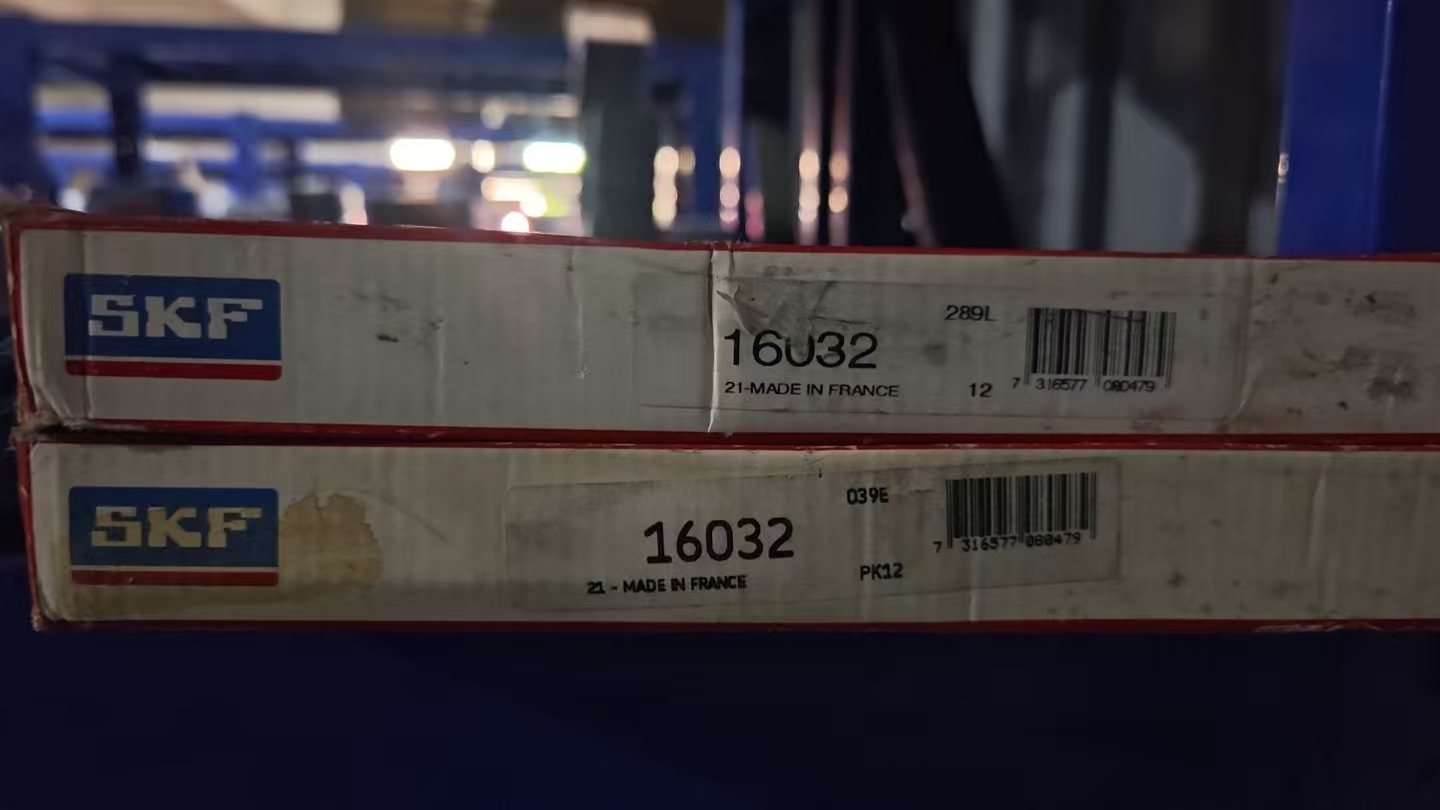 SKF
289L
16032
21-MADE IN FRANCE
12
7 316577 080479
SKF
039E
16032
21 - MADE IN FRANCE
PK12
7 316577 080479